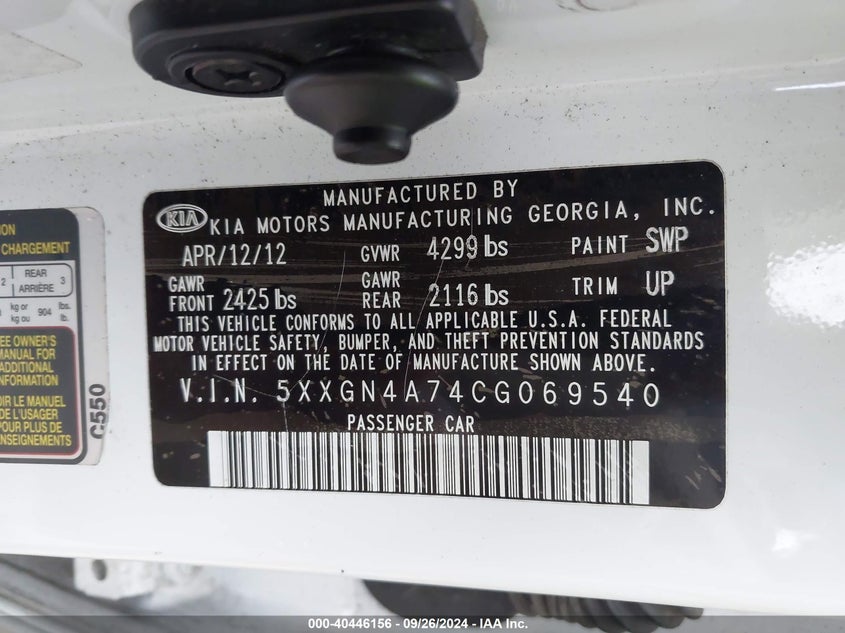 MANUFACTURED BY
KIA KIA MOTORS MANUFACTURING GEORGIA, INC.
APR/12/12 GVWR 4299 lbs PAINT SWP
GAWR FRONT 2425 lbs GAWR REAR 2116 lbs TRIM UP
THIS VEHICLE CONFORMS TO ALL APPLICABLE U.S.A. FEDERAL
MOTOR VEHICLE SAFETY, BUMPER, AND THEFT PREVENTION STANDARDS
IN EFFECT ON THE DATE OF MANUFACTURE SHOWN ABOVE.
V.I.N. 5XXGN4A74CG069540
PASSENGER CAR
CHARGEMENT
2 REAR ARRIÈRE 3
kg or kg ou 904 lbs. lb.
OWNER'S
MANUAL FOR
ADDITIONAL
INFORMATION
LE MANUEL
DE L'USAGER
POUR PLUS DE
RENSEIGNEMENTS
C550
000-40446156 - 09/26/2024 - IAA Inc.